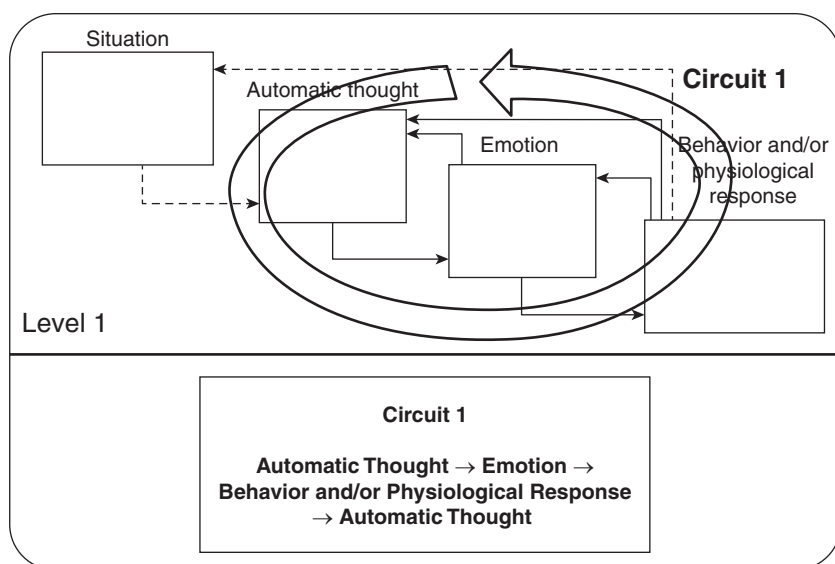 Situation
Automatic thought
Circuit 1
Emotion
Behavior and/or
physiological
response
Level 1
Circuit 1
Automatic Thought → Emotion →
Behavior and/or Physiological Response
→ Automatic Thought